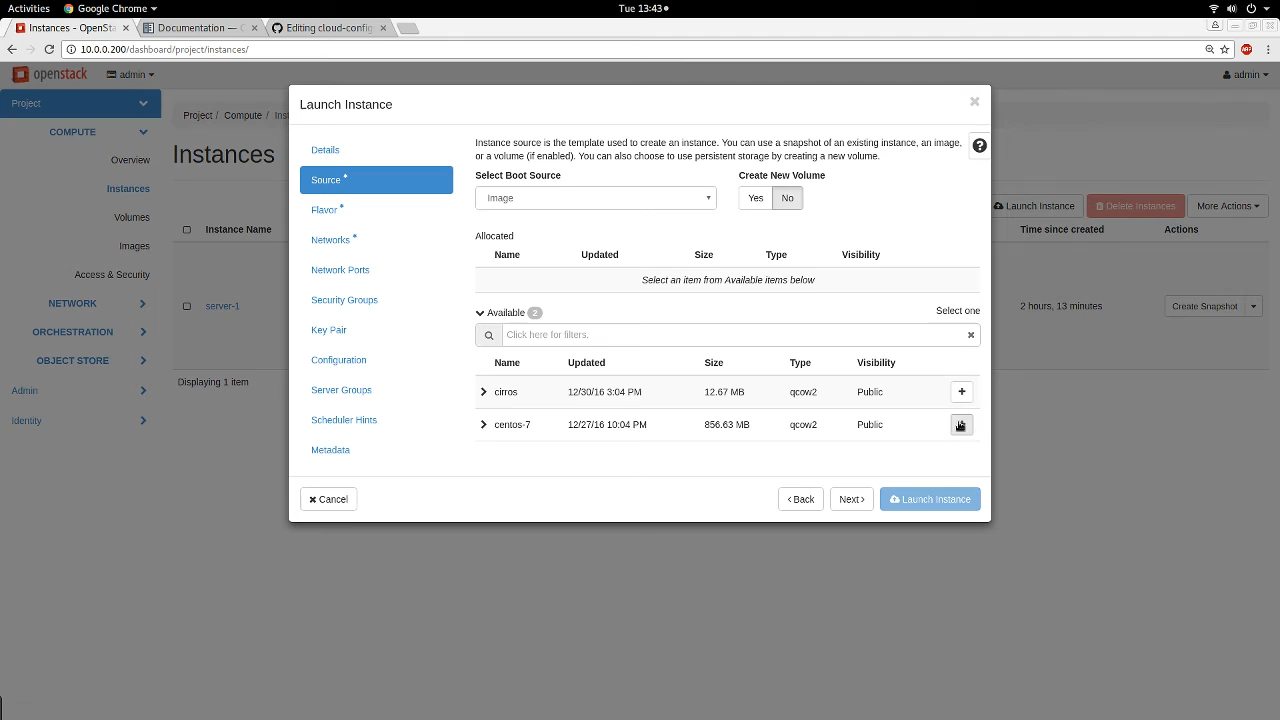 Activities
Google Chrome
Tue 13:43
Instances - OpenSta
Documentation — C
Editing cloud-config
10.0.0.200/dashboard/project/instances/
ABP
openstack
admin
admin
Project
COMPUTE
Overview
Instances
Volumes
Images
Access & Security
NETWORK
ORCHESTRATION
OBJECT STORE
Admin
Identity
Project / Compute / Inst
Instances
Launch Instance
Delete Instances
More Actions
Instance Name
Time since created
Actions
server-1
2 hours, 13 minutes
Create Snapshot
Displaying 1 item
Launch Instance
Details
Source *
Flavor *
Networks *
Network Ports
Security Groups
Key Pair
Configuration
Server Groups
Scheduler Hints
Metadata
Instance source is the template used to create an instance. You can use a snapshot of an existing instance, an image,
or a volume (if enabled). You can also choose to use persistent storage by creating a new volume.
Select Boot Source
Create New Volume
Image
Yes No
Allocated
Name Updated Size Type Visibility
Select an item from Available items below
Available 2
Select one
Click here for filters.
Name Updated Size Type Visibility
cirros 12/30/16 3:04 PM 12.67 MB qcow2 Public +
centos-7 12/27/16 10:04 PM 856.63 MB qcow2 Public
Cancel
Back
Next
Launch Instance